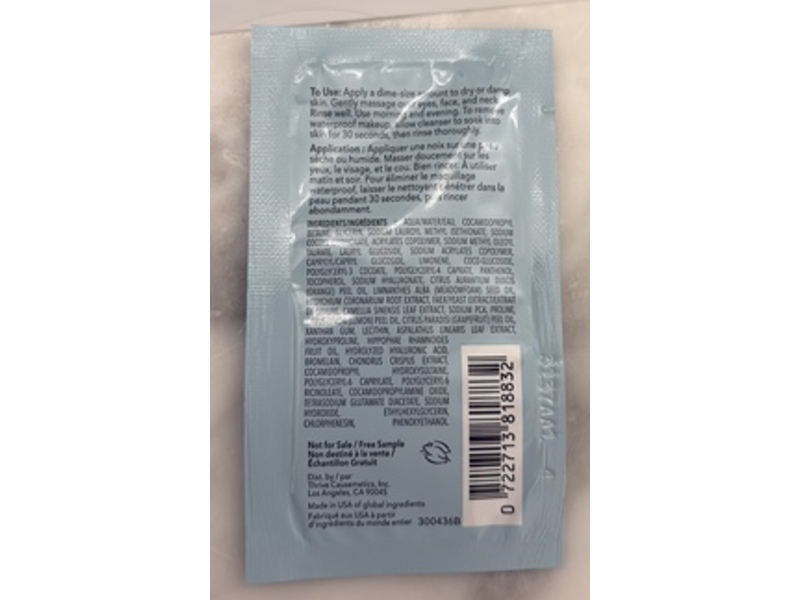 To Use: Apply a dime-size amount to dry or damp
skin. Gently massage over eyes, face, and neck.
Rinse well. Use morning and evening. To remove
waterproof makeup, allow cleanser to soak into
skin for 30 seconds, then rinse thoroughly.
Application : Appliquer une noix sur une peau
sèche ou humide. Masser doucement sur les
yeux, le visage, et le cou. Bien rincer. À utiliser
matin et soir. Pour éliminer le maquillage
waterproof, laisser le nettoyant pénétrer dans la
peau pendant 30 secondes, puis rincer
abondamment.
INGREDIENTS/INGRÉDIENTS: AQUA/WATER/EAU, COCAMIDOPROPYL
BETAINE, GLYCERIN, SODIUM LAUROYL METHYL ISETHIONATE, SODIUM
ACRYLATES COPOLYMER, SODIUM METHYL OLEOYL
TAURATE, LAURYL GLUCOSIDE, SODIUM ACRYLATES COPOLYMER,
CAPRYLYL/CAPRYL GLUCOSIDE, LIMONENE, COCO-GLUCOSIDE,
POLYGLYCERYL-3 COCOATE, POLYGLYCERYL-4 CAPRATE, PANTHENOL,
TOCOPHEROL, SODIUM HYALURONATE, CITRUS AURANTIUM DULCIS
(ORANGE) PEEL OIL, LIMNANTHES ALBA (MEADOWFOAM) SEED OIL,
HEDYCHIUM CORONARIUM ROOT EXTRACT, FAEX/YEAST EXTRACT/EXTRAIT
CAMELLIA SINENSIS LEAF EXTRACT, SODIUM PCA, PROLINE,
(LEMON) PEEL OIL, CITRUS PARADISI (GRAPEFRUIT) PEEL OIL,
XANTHAN GUM, LECITHIN, ASPALATHUS LINEARIS LEAF EXTRACT,
HYDROXYPROLINE, HIPPOPHAE RHAMNOIDES
FRUIT OIL, HYDROLYZED HYALURONIC ACID,
BROMELAIN, CHONDRUS CRISPUS EXTRACT,
COCAMIDOPROPYL HYDROXYSULTAINE,
POLYGLYCERYL-6 CAPRYLATE, POLYGLYCERYL-6
RICINOLEATE, COCAMIDOPROPYLAMINE OXIDE,
TETRASODIUM GLUTAMATE DIACETATE, SODIUM
HYDROXIDE, ETHYLHEXYLGLYCERIN,
CHLORPHENESIN, PHENOXYETHANOL.
Not for Sale / Free Sample
Non destiné à la vente /
Échantillon Gratuit
Dist. by / par
Thrive Causemetics, Inc.
Los Angeles, CA 90045
Made in USA of global ingredients
Fabriqué aux USA à partir
d'ingrédients du monde entier 300436B
0 722713 818832